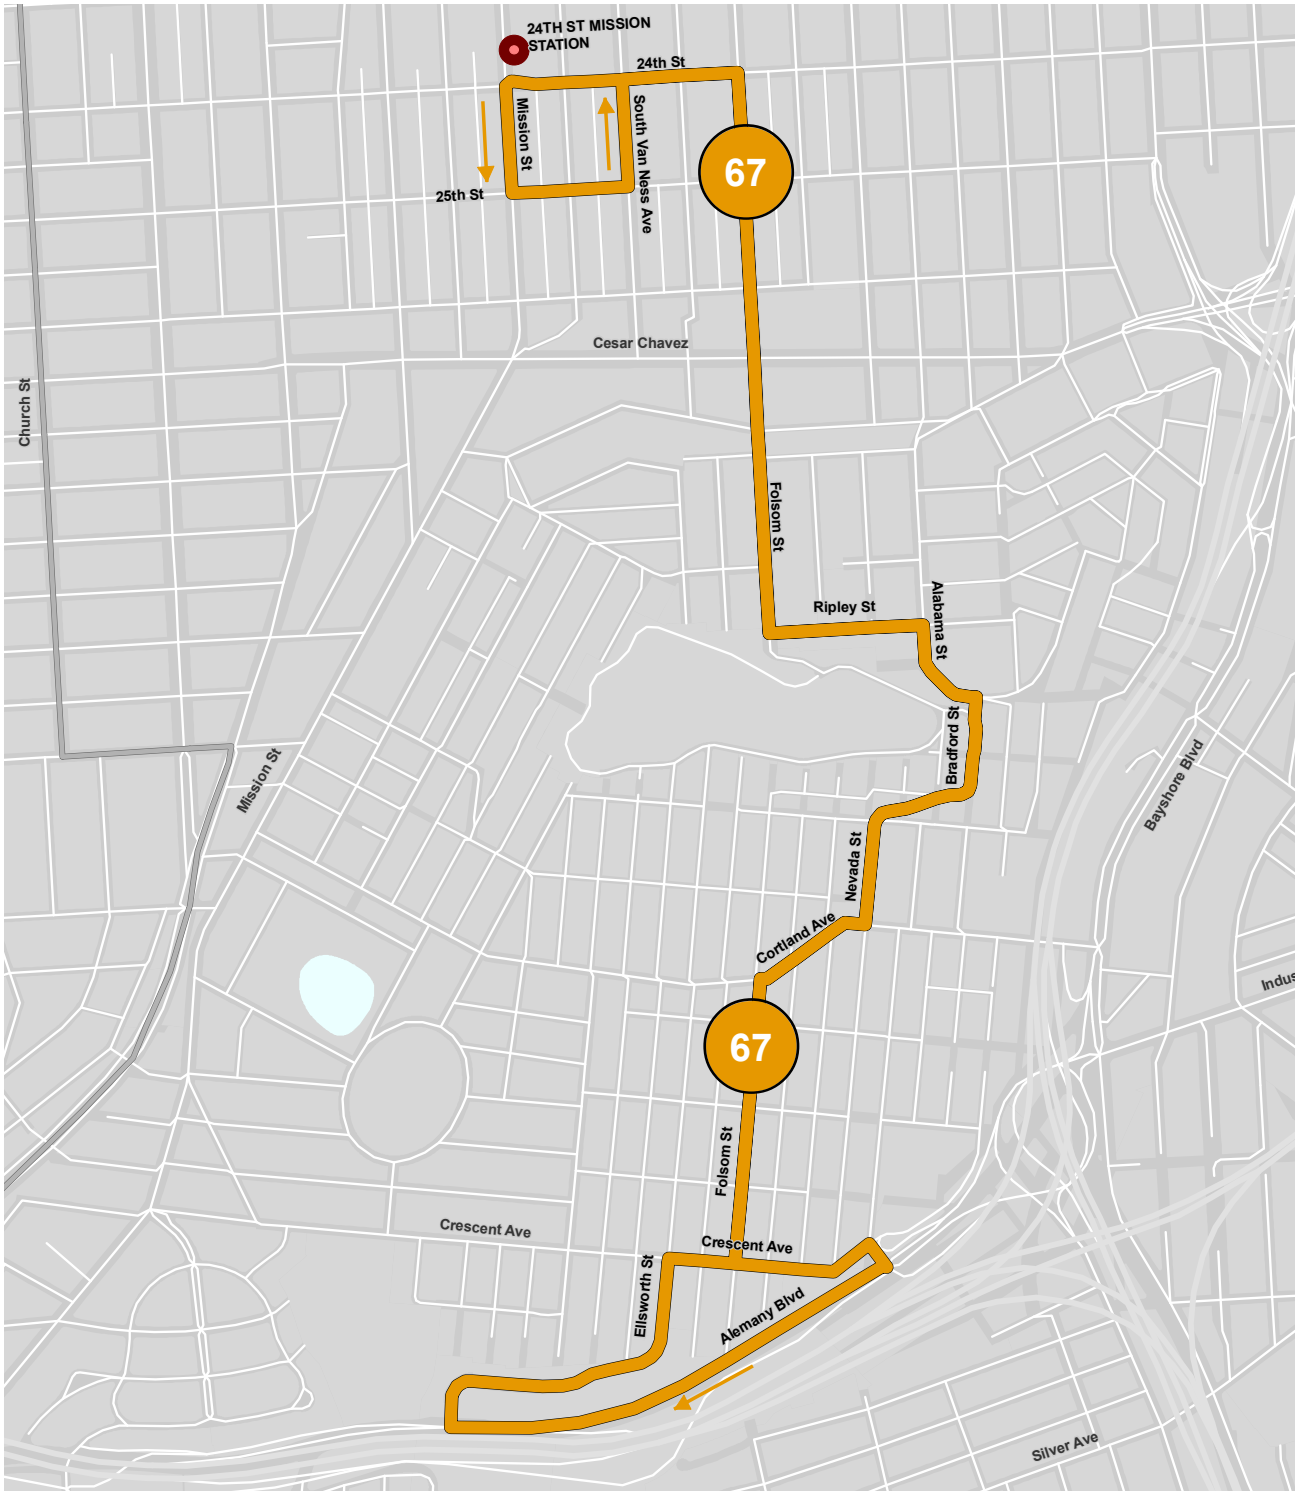 24TH ST MISSION
STATION
24th St
Mission St
South Van Ness Ave
67
25th St
Cesar Chavez
Church St
Folsom St
Ripley St
Alabama St
Bradford St
Mission St
Bayshore Blvd
Nevada St
Cortland Ave
Indus
67
Folsom St
Crescent Ave
Crescent Ave
Ellsworth St
Alemany Blvd
Silver Ave